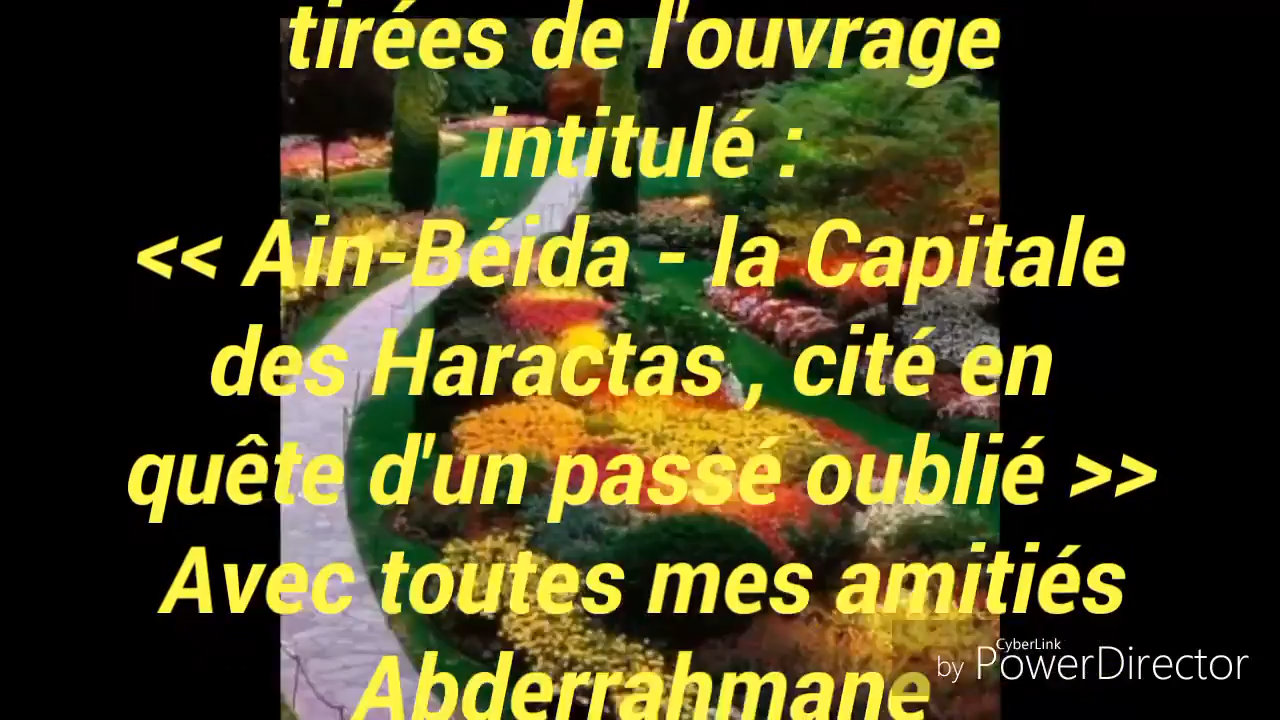 tirées de l'ouvrage
intitulé :
<< Ain-Béida - la Capitale
des Haractas , cité en
quête d'un passé oublié >>
Avec toutes mes amitiés
Abderrahmane
CyberLink
by PowerDirector